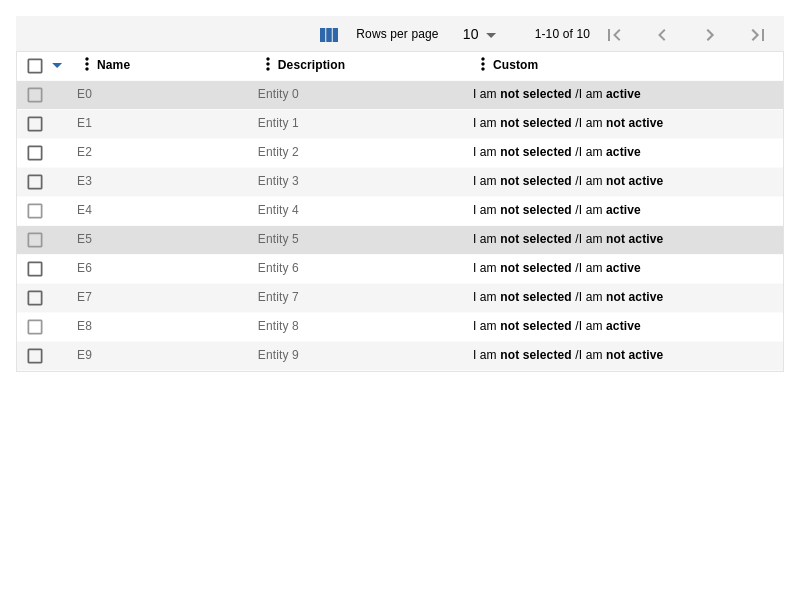 Rows per page 10 1-10 of 10
Name Description Custom
E0 Entity 0 I am not selected /I am active
E1 Entity 1 I am not selected /I am not active
E2 Entity 2 I am not selected /I am active
E3 Entity 3 I am not selected /I am not active
E4 Entity 4 I am not selected /I am active
E5 Entity 5 I am not selected /I am not active
E6 Entity 6 I am not selected /I am active
E7 Entity 7 I am not selected /I am not active
E8 Entity 8 I am not selected /I am active
E9 Entity 9 I am not selected /I am not active